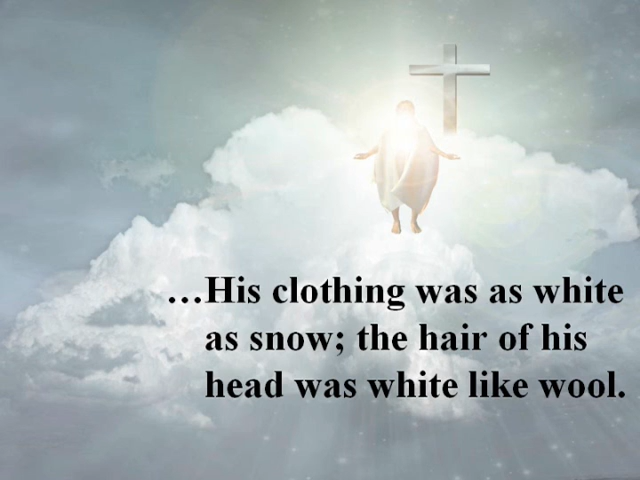 …His clothing was as white
as snow; the hair of his
head was white like wool.